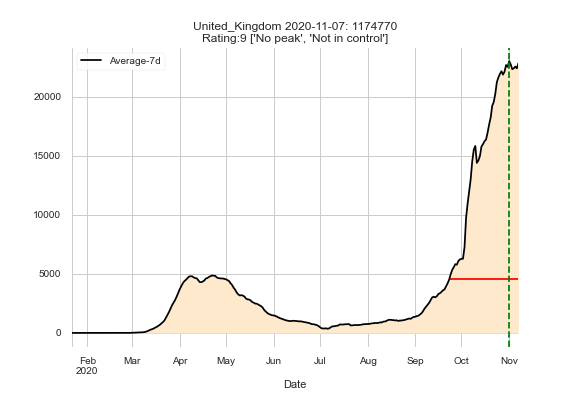 United_Kingdom 2020-11-07: 1174770
Rating:9 ['No peak', 'Not in control']
Average-7d
20000
15000
10000
5000
0
Feb Mar Apr May Jun Jul Aug Sep Oct Nov
2020
Date